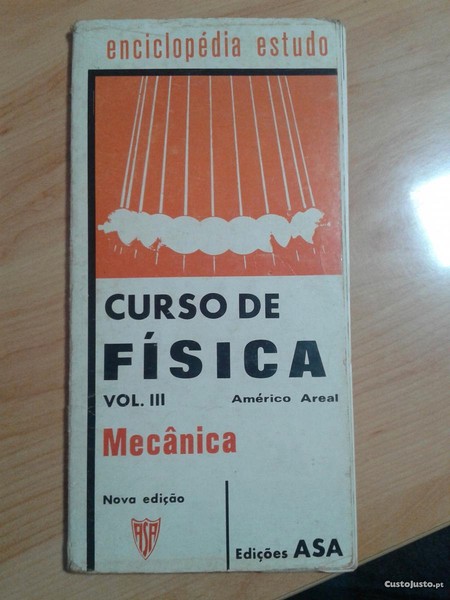 enciclopédia estudo
CURSO DE
FÍSICA
VOL. III
Américo Areal
Mecânica
Nova edição
ASA
Edições ASA
CustoJusto.pt